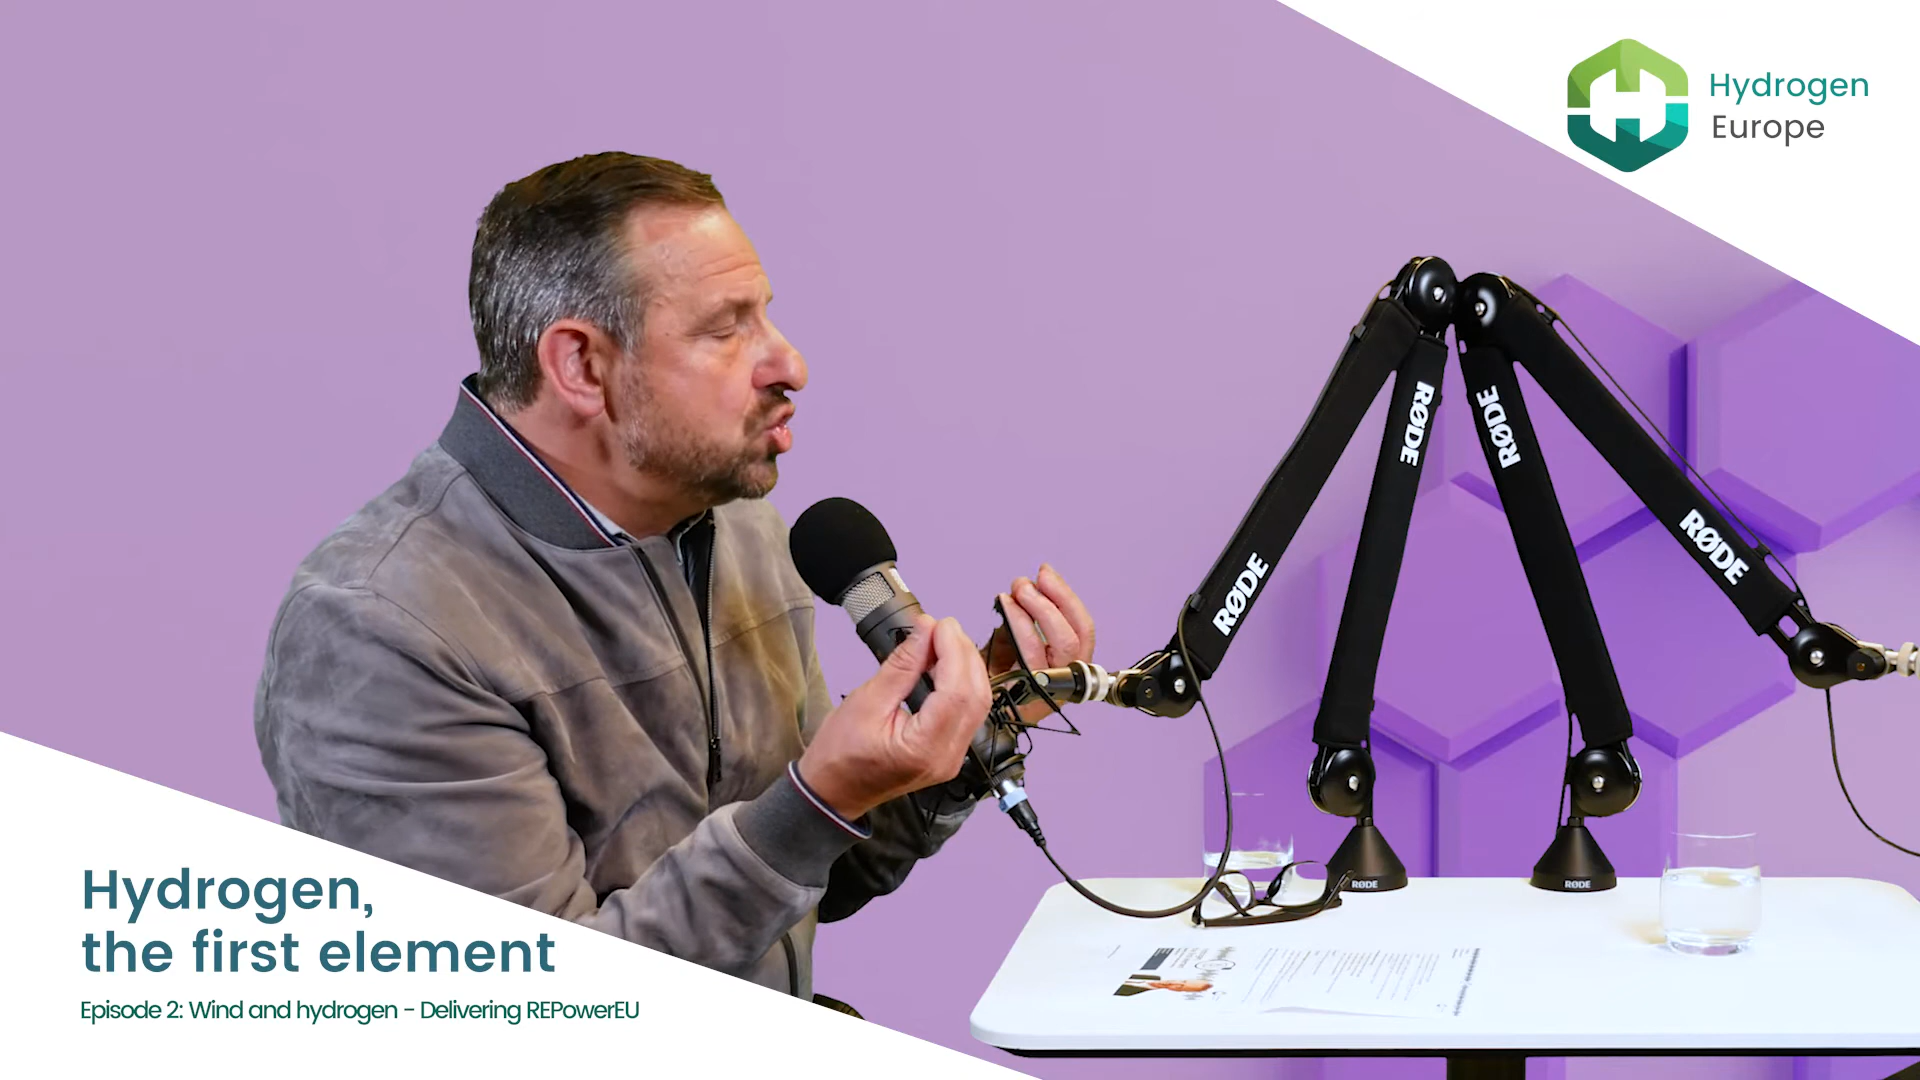 Hydrogen
Europe
RØDE
RØDE
RØDE
RØDE
RØDE
RØDE
Hydrogen,
the first element
Episode 2: Wind and hydrogen - Delivering REPowerEU